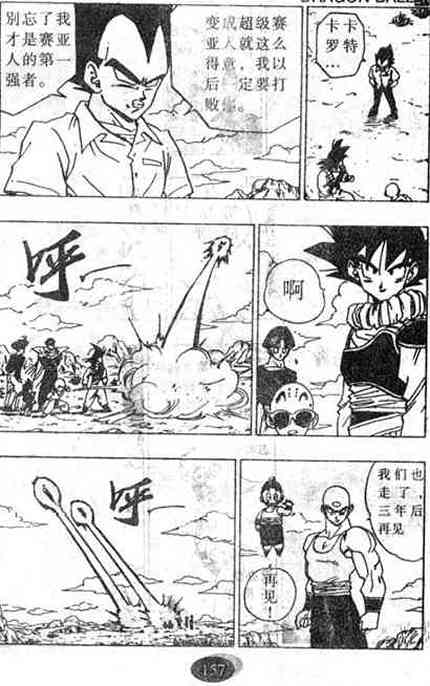 DRAGON BALL
卡卡
罗特
…
变成超级赛
亚人就这么
得意,我以
后定要打
败你。
别忘了我
才是赛亚
人的第一
强者。
啊
呼
我们也
走了,
三年后
再见
再见!
呼
157